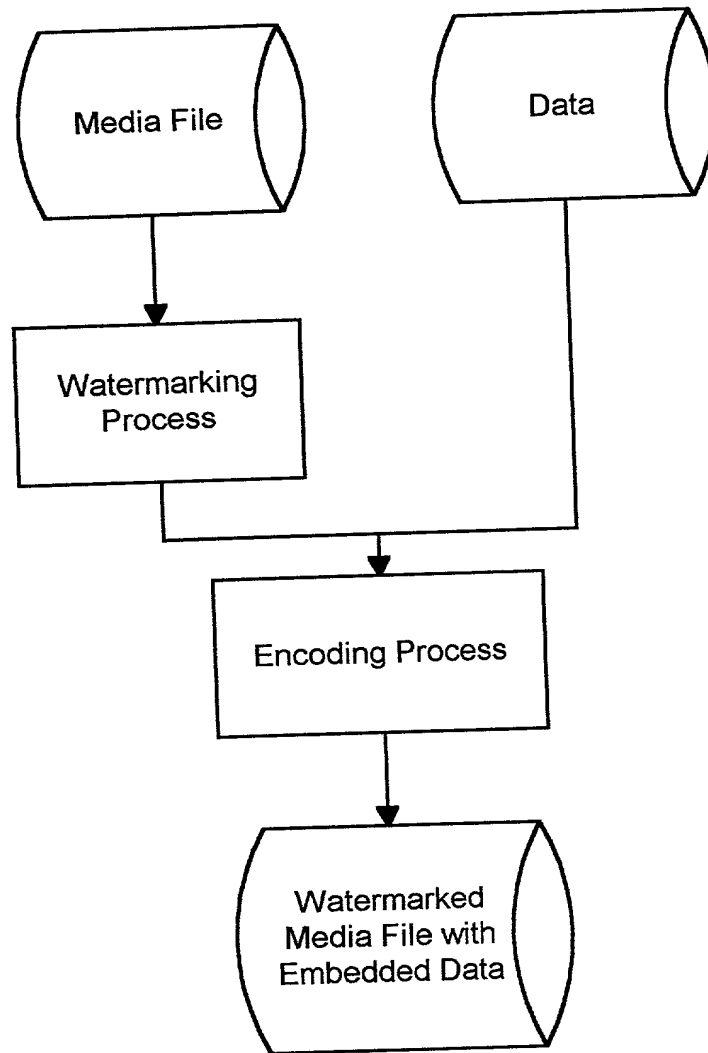 Media File
Data
Watermarking
Process
Encoding Process
Watermarked
Media File with
Embedded Data